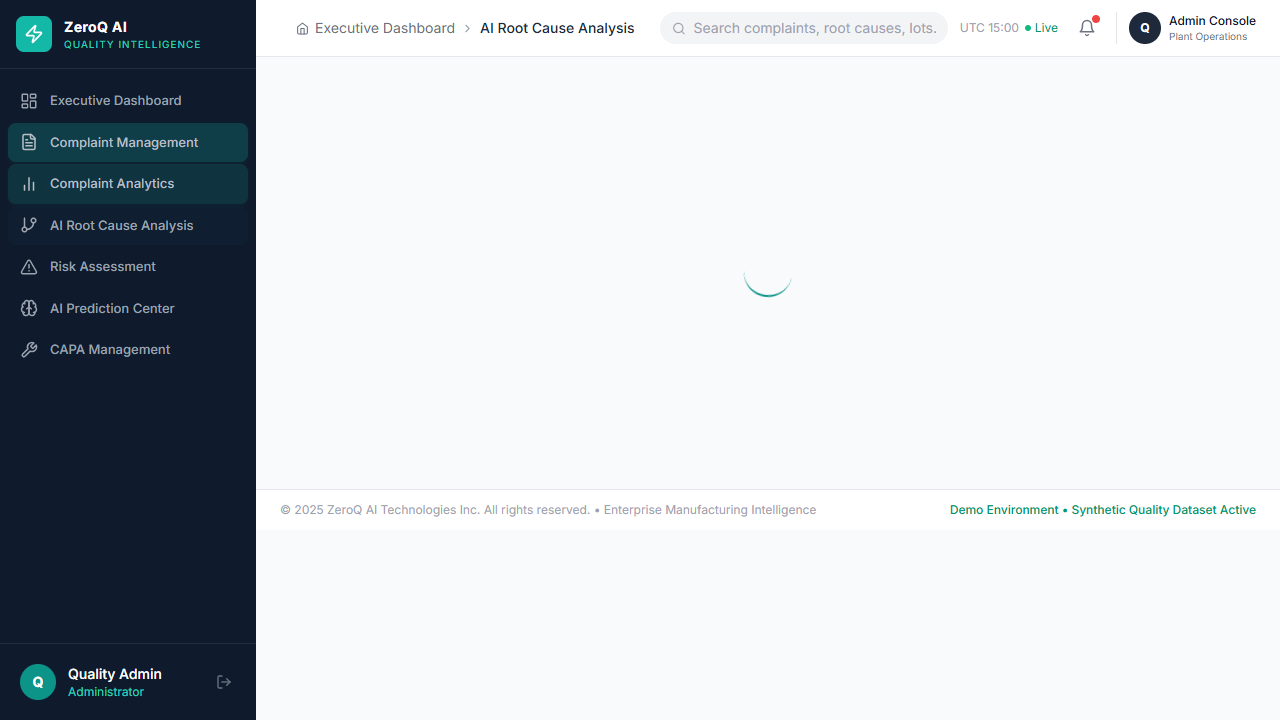 ZeroQ AI
QUALITY INTELLIGENCE
Executive Dashboard
Complaint Management
Complaint Analytics
AI Root Cause Analysis
Risk Assessment
AI Prediction Center
CAPA Management
Q
Quality Admin
Administrator
Executive Dashboard
AI Root Cause Analysis
Search complaints, root causes, lots.
UTC 15:00
Live
Q
Admin Console
Plant Operations
© 2025 ZeroQ AI Technologies Inc. All rights reserved. • Enterprise Manufacturing Intelligence
Demo Environment • Synthetic Quality Dataset Active